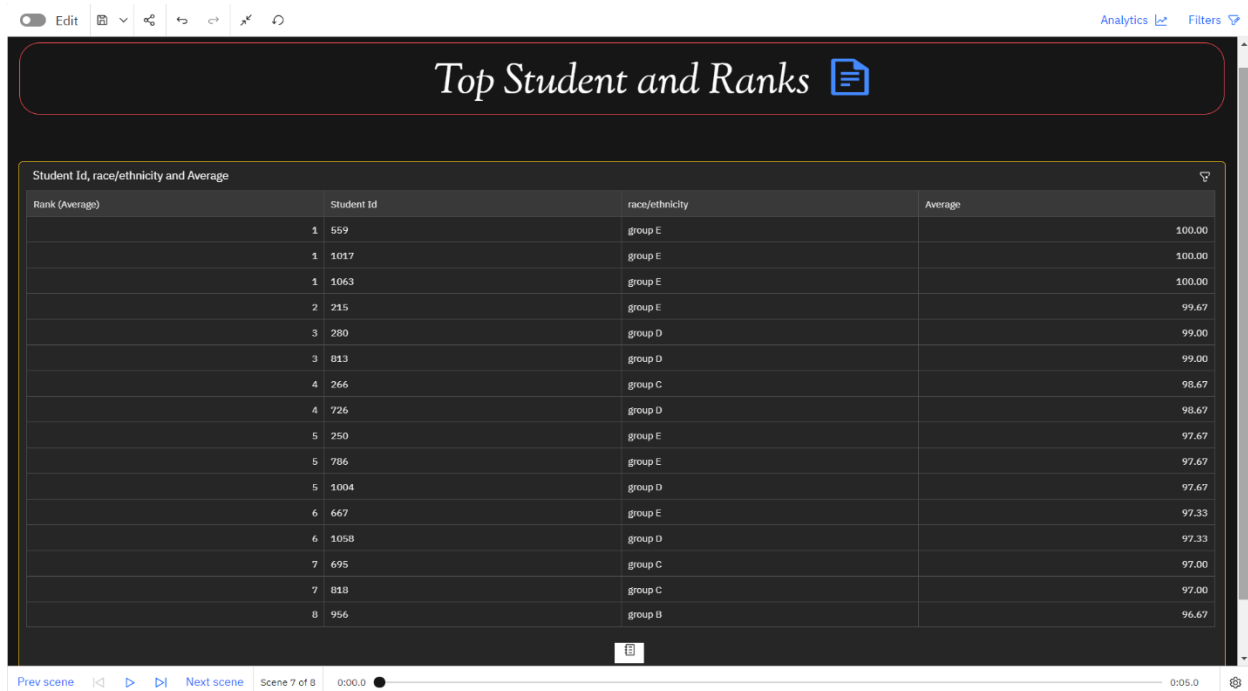 Edit
Analytics Filters
Top Student and Ranks
Student Id, race/ethnicity and Average
Rank (Average) Student Id race/ethnicity Average
1 559 group E 100.00
1 1017 group E 100.00
1 1063 group E 100.00
2 215 group E 99.67
3 280 group D 99.00
3 813 group D 99.00
4 266 group C 98.67
4 726 group D 98.67
5 250 group E 97.67
5 786 group E 97.67
5 1004 group D 97.67
6 667 group E 97.33
6 1058 group D 97.33
7 695 group C 97.00
7 818 group C 97.00
8 956 group B 96.67
Prev scene Next scene Scene 7 of 8 0:00.0 0:05.0